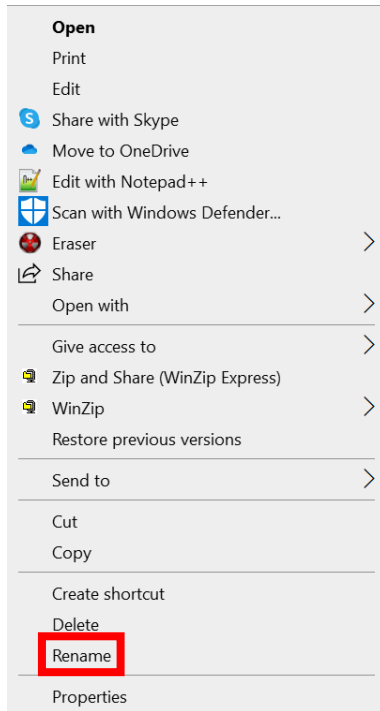 Open
Print
Edit
Share with Skype
Move to OneDrive
Edit with Notepad++
Scan with Windows Defender...
Eraser
Share
Open with
Give access to
Zip and Share (WinZip Express)
WinZip
Restore previous versions
Send to
Cut
Copy
Create shortcut
Delete
Rename
Properties